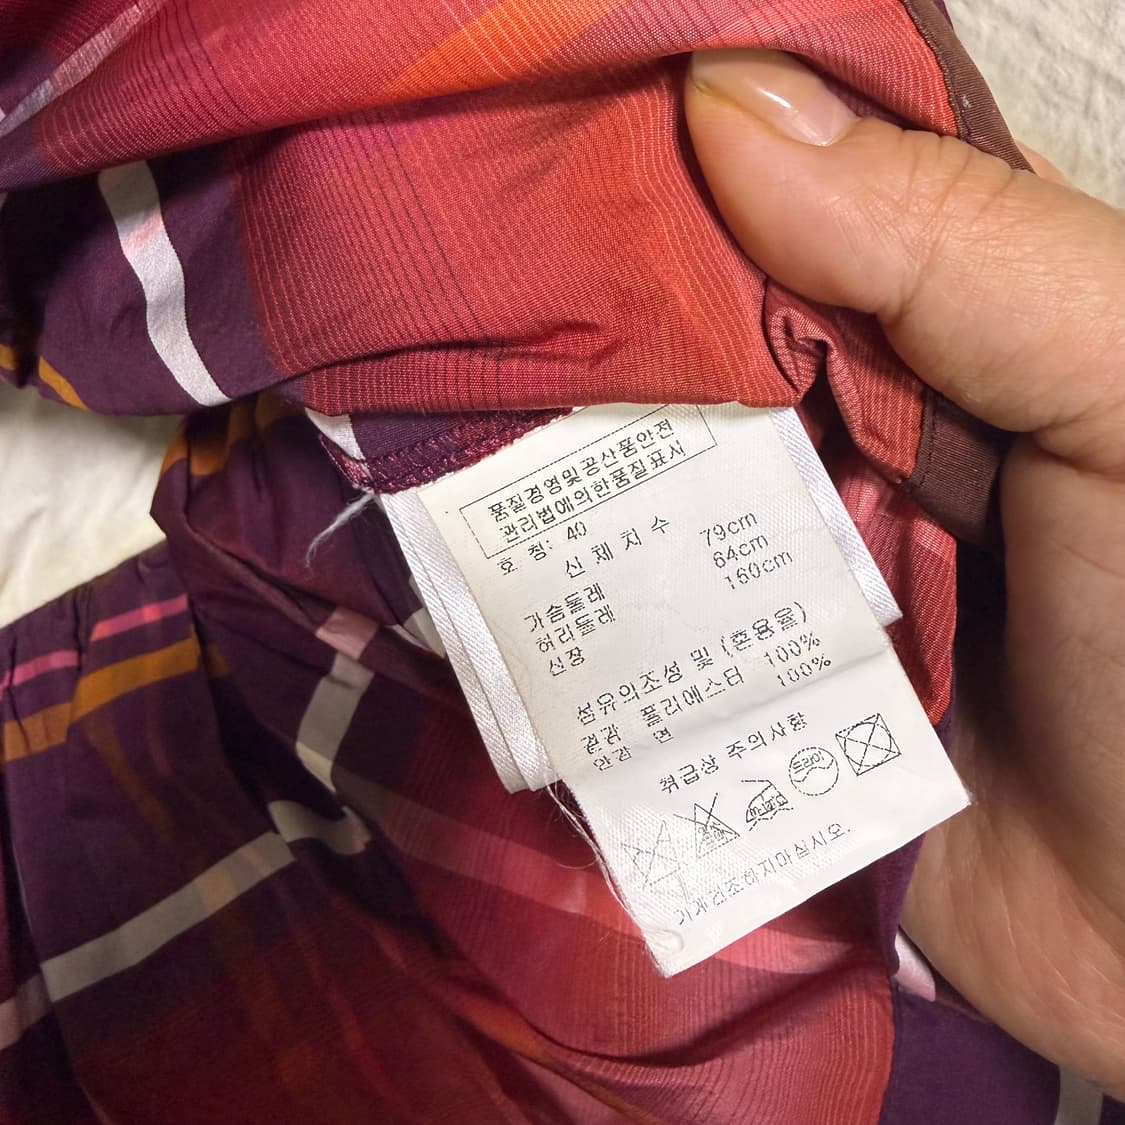 품질경영및공산품안전
관리법에의한품질표시
호 칭: 40
신 체 치 수
가슴둘레 79cm
허리둘레 64cm
신장 160cm
섬유의조성 및 (혼용율)
겉감 폴리에스터 100%
안감 면 100%
취급상 주의사항
드라이
기계건조하지마십시오.